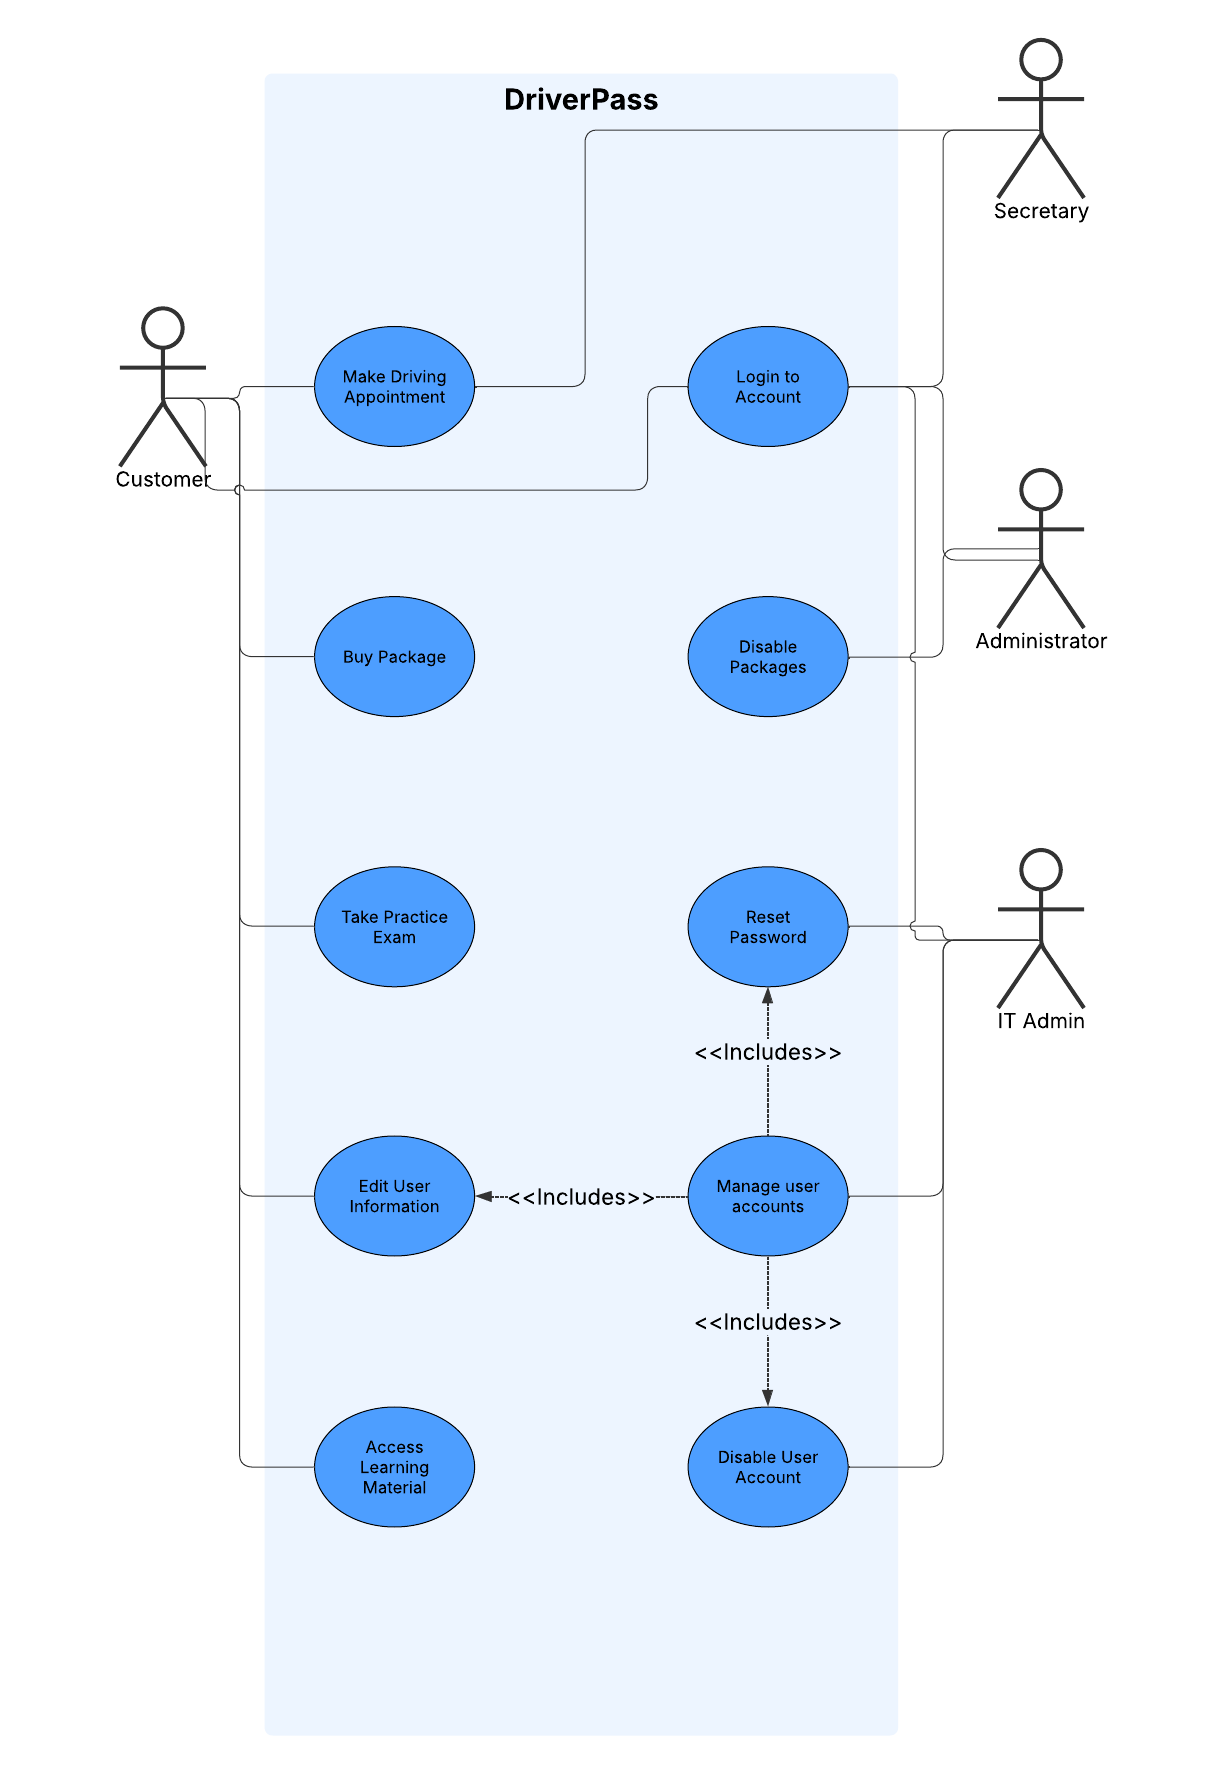 DriverPass
Secretary
Customer
Make Driving
Appointment
Login to
Account
Administrator
Buy Package
Disable
Packages
Take Practice
Exam
Reset
Password
IT Admin
<<Includes>>
Edit User
Information
<<Includes>>
Manage user
accounts
<<Includes>>
Access
Learning
Material
Disable User
Account